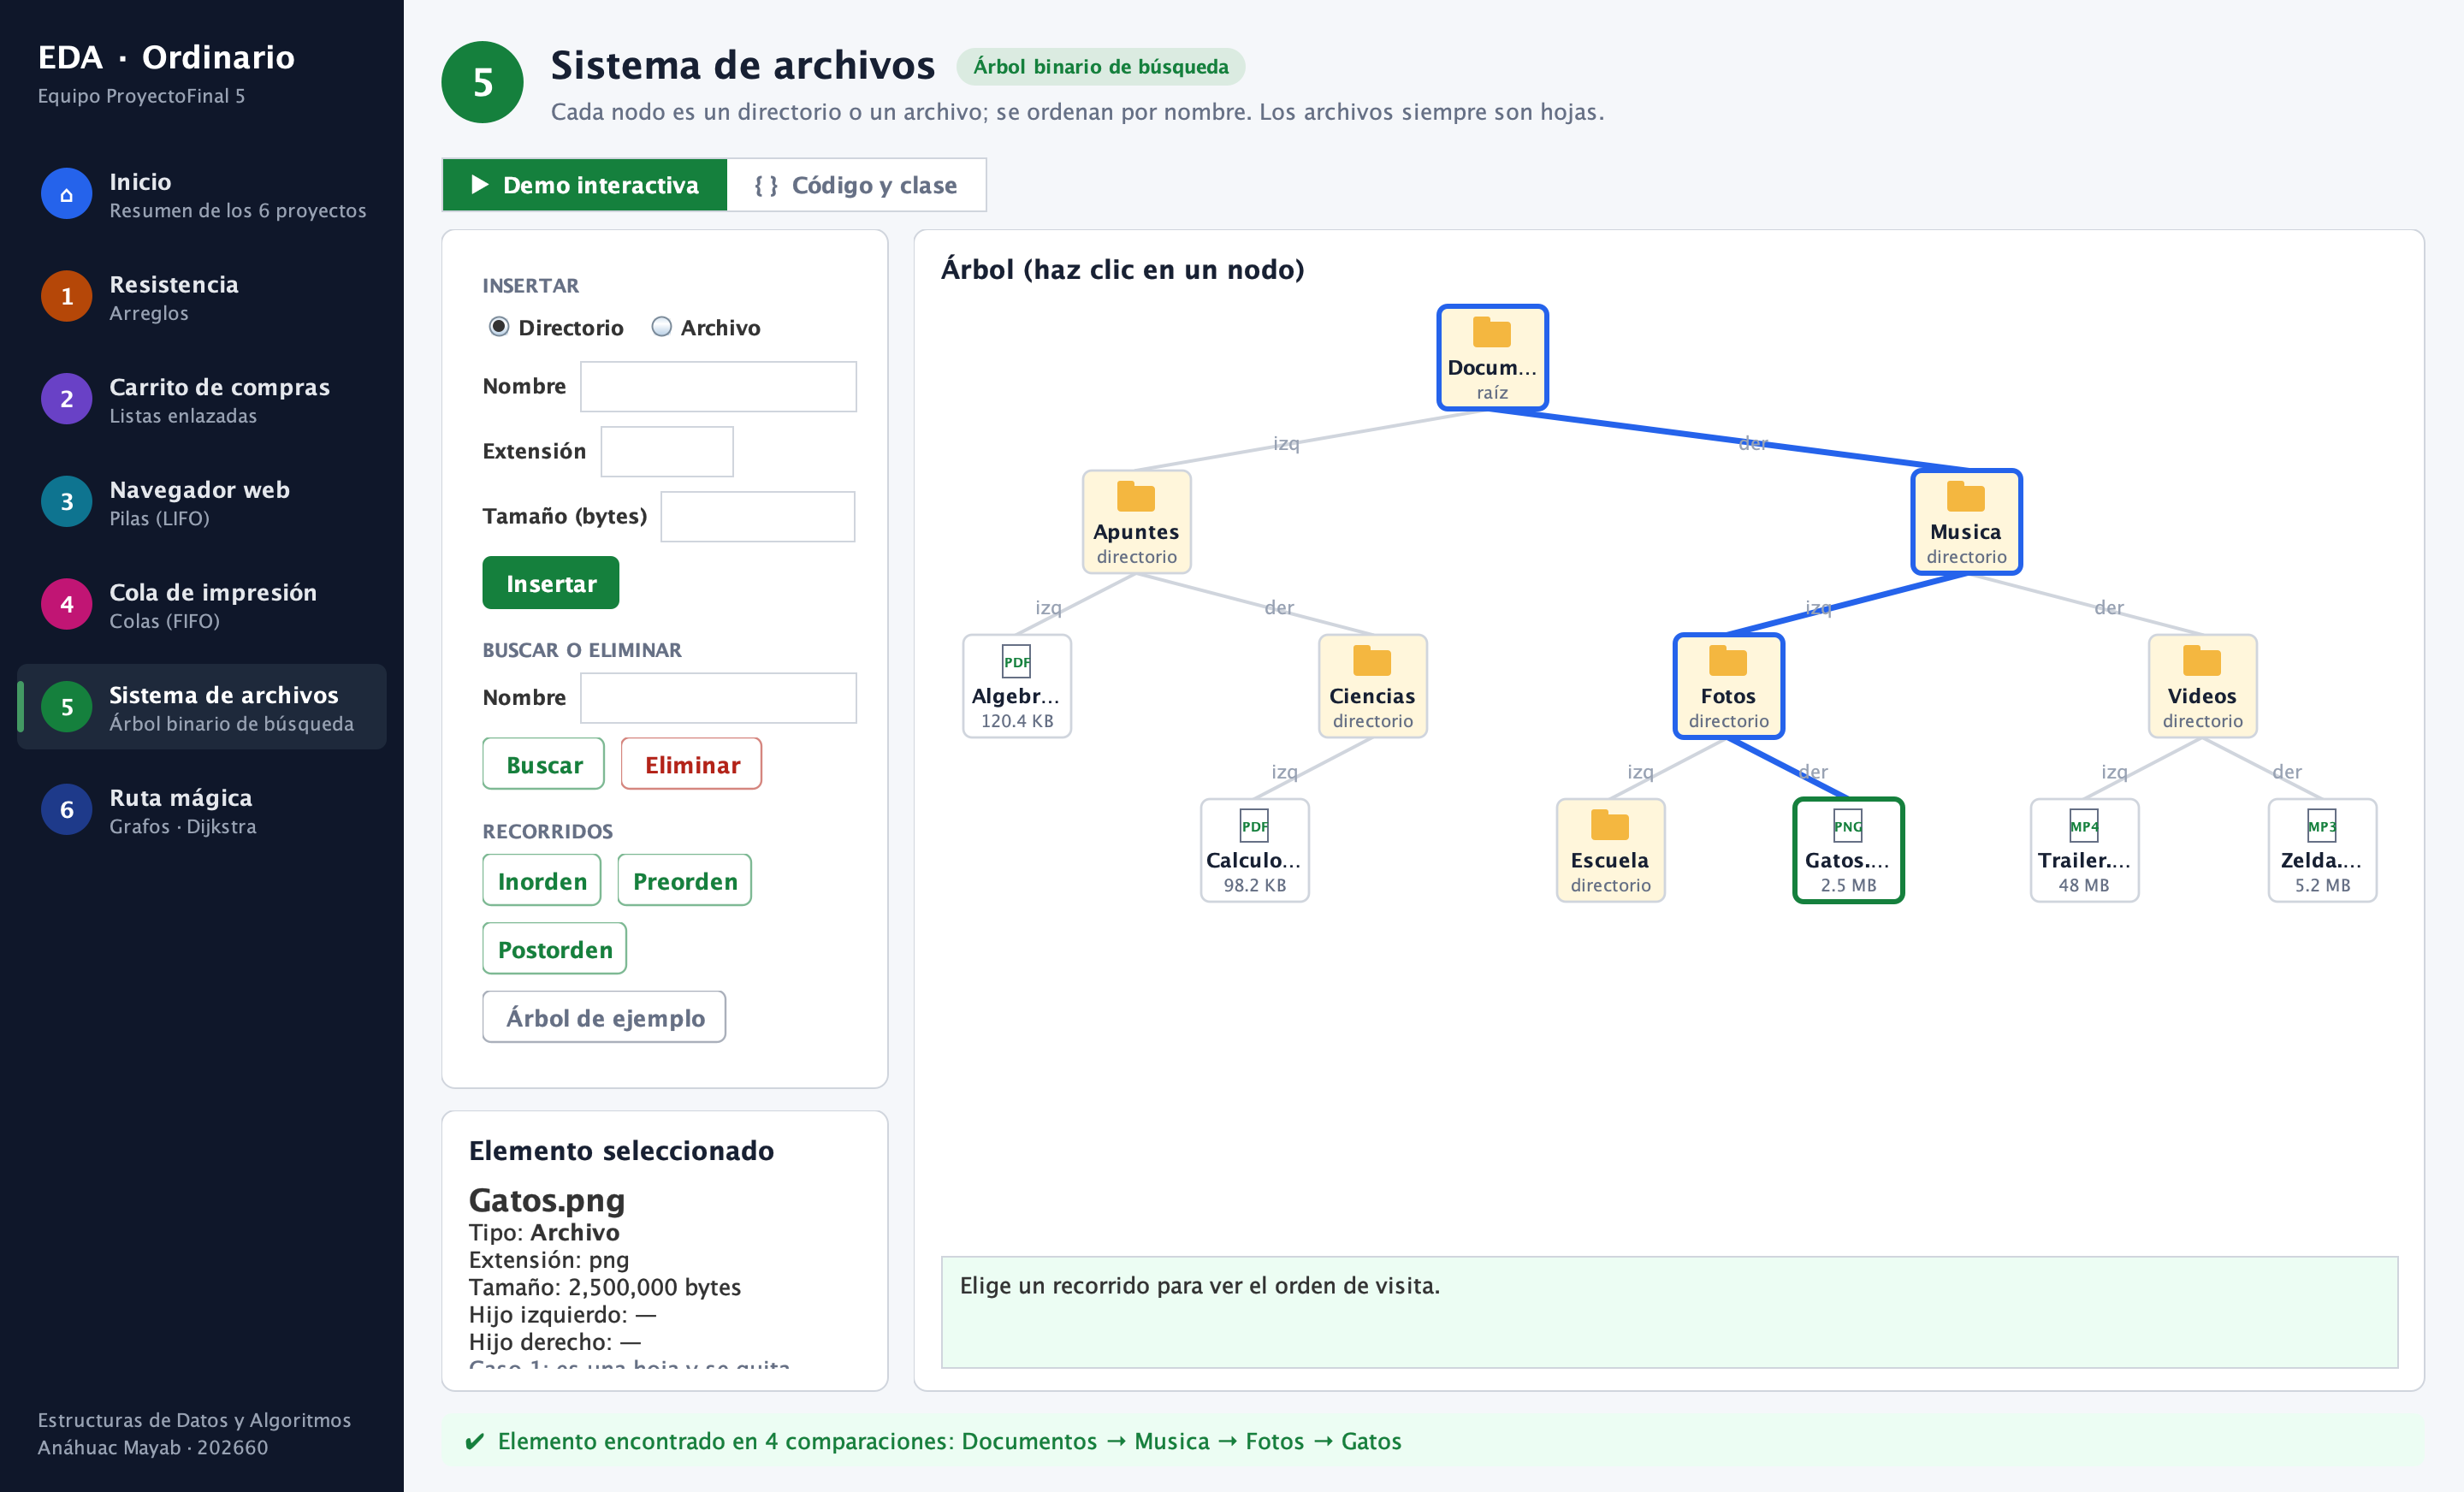 EDA · Ordinario
Equipo ProyectoFinal 5
Inicio
Resumen de los 6 proyectos
1
Resistencia
Arreglos
2
Carrito de compras
Listas enlazadas
3
Navegador web
Pilas (LIFO)
4
Cola de impresión
Colas (FIFO)
5
Sistema de archivos
Árbol binario de búsqueda
6
Ruta mágica
Grafos · Dijkstra
Estructuras de Datos y Algoritmos
Anáhuac Mayab · 202660
5
Sistema de archivos
Árbol binario de búsqueda
Cada nodo es un directorio o un archivo; se ordenan por nombre. Los archivos siempre son hojas.
▶ Demo interactiva
{ } Código y clase
INSERTAR
Directorio
Archivo
Nombre
Extensión
Tamaño (bytes)
Insertar
BUSCAR O ELIMINAR
Nombre
Buscar
Eliminar
RECORRIDOS
Inorden
Preorden
Postorden
Árbol de ejemplo
Elemento seleccionado
Gatos.png
Tipo: Archivo
Extensión: png
Tamaño: 2,500,000 bytes
Hijo izquierdo: —
Hijo derecho: —
Caso 1: es una hoja y se quita
Árbol (haz clic en un nodo)
Docum...
raíz
izq
der
Apuntes
directorio
Musica
directorio
izq
der
izq
der
PDF
Algebr...
120.4 KB
Ciencias
directorio
Fotos
directorio
Videos
directorio
izq
izq
der
izq
der
PDF
Calculo...
98.2 KB
Escuela
directorio
PNG
Gatos....
2.5 MB
MP4
Trailer....
48 MB
MP3
Zelda....
5.2 MB
Elige un recorrido para ver el orden de visita.
✔ Elemento encontrado en 4 comparaciones: Documentos → Musica → Fotos → Gatos